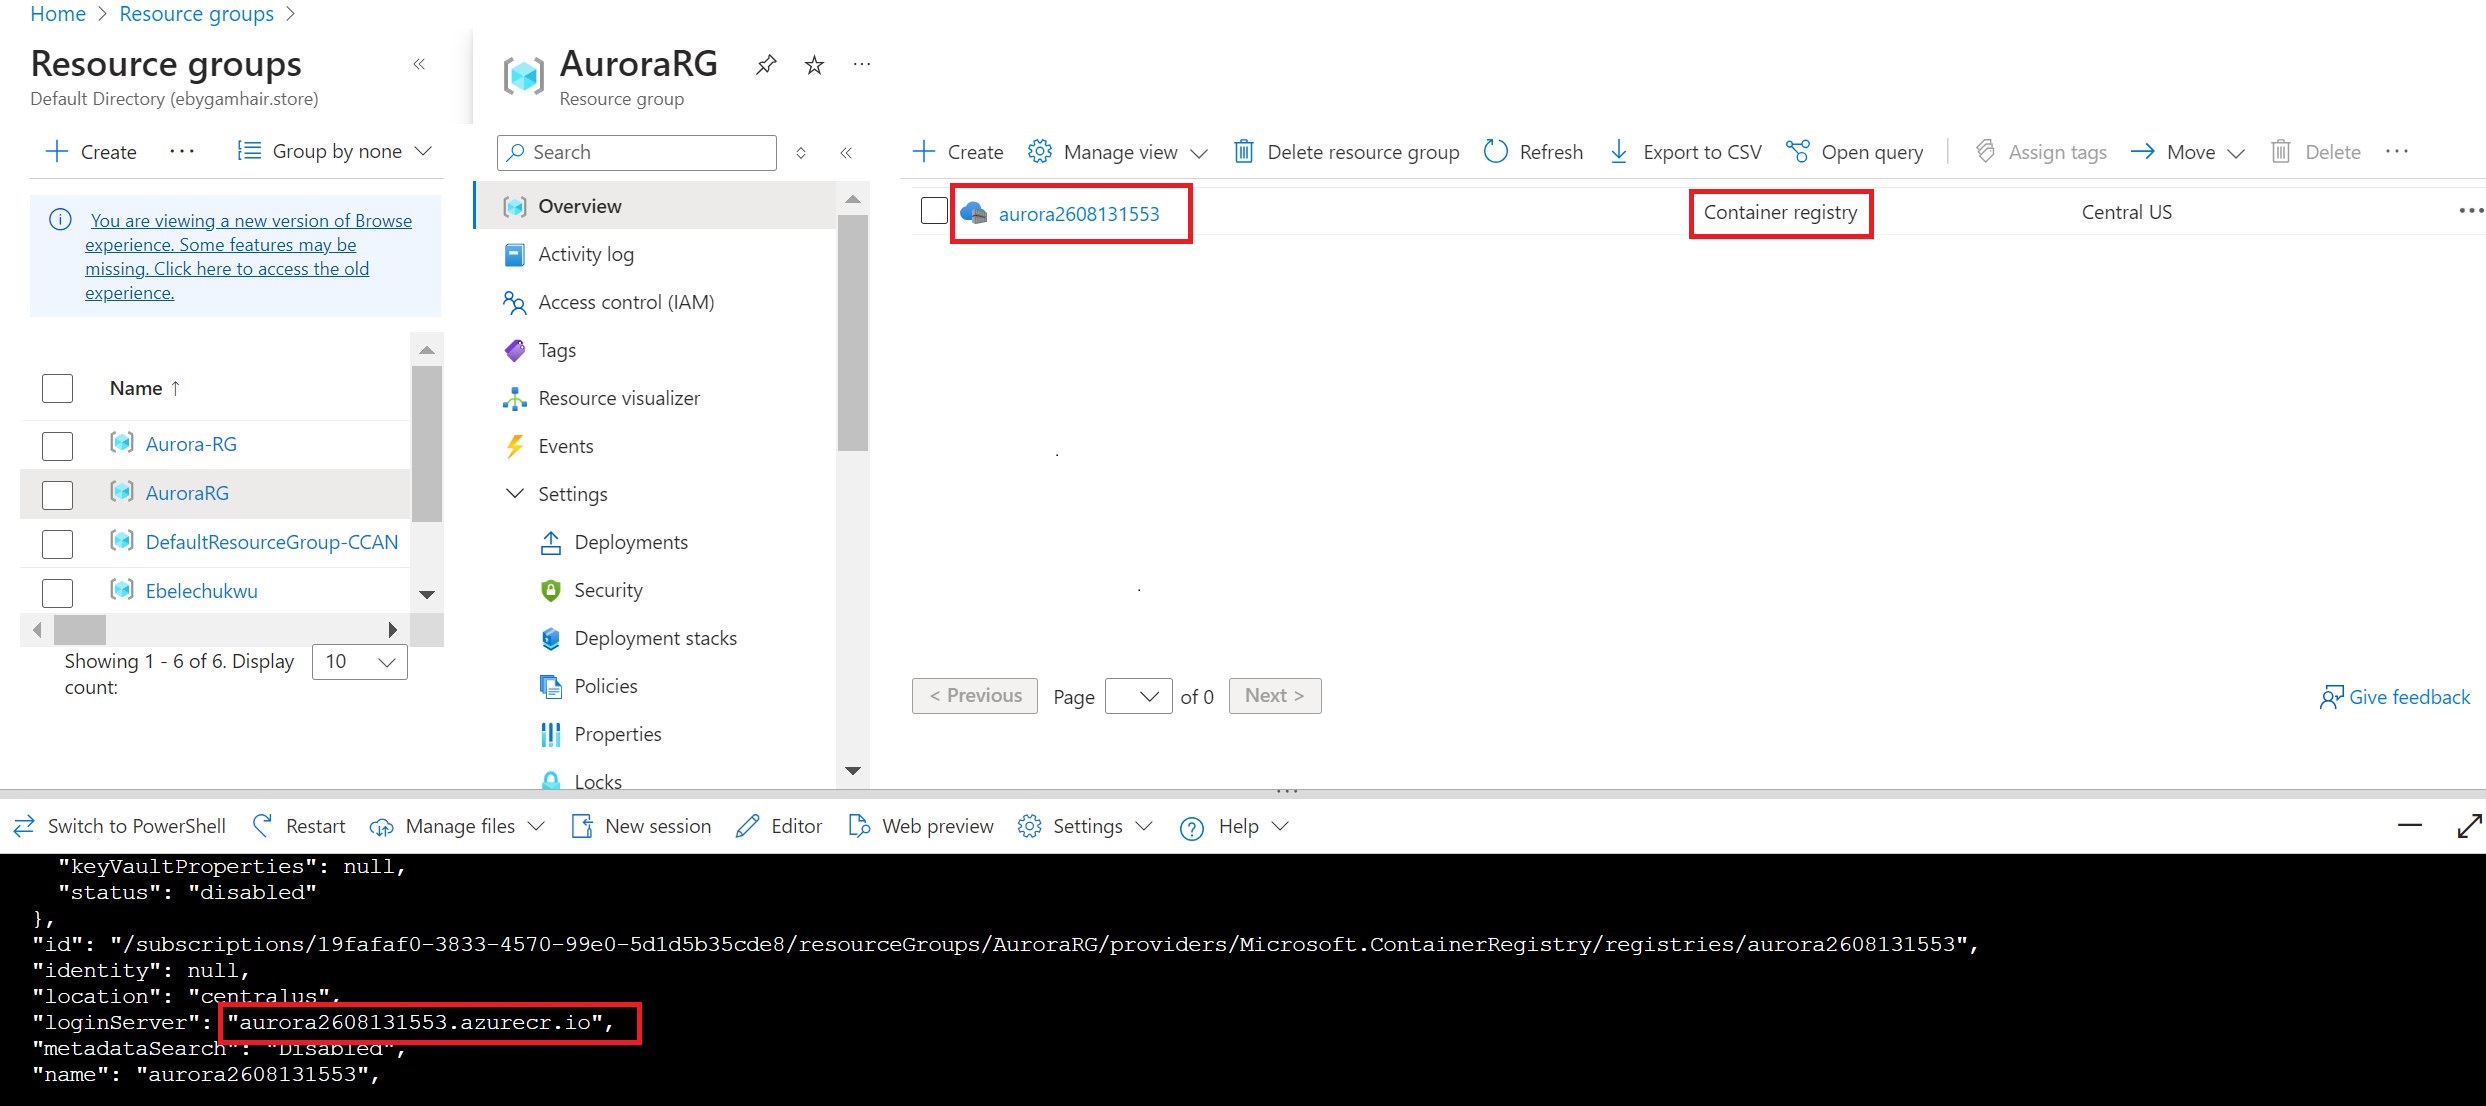 Home > Resource groups >
Resource groups
Default Directory (ebygamhair.store)
Create
Group by none
You are viewing a new version of Browse
experience. Some features may be
missing. Click here to access the old
experience.
Name ↑
Aurora-RG
AuroraRG
DefaultResourceGroup-CCAN
Ebelechukwu
Showing 1 - 6 of 6. Display
count:
10
AuroraRG
Resource group
Search
Overview
Activity log
Access control (IAM)
Tags
Resource visualizer
Events
Settings
Deployments
Security
Deployment stacks
Policies
Properties
Locks
Create
Manage view
Delete resource group
Refresh
Export to CSV
Open query
Assign tags
Move
Delete
aurora2608131553
Container registry
Central US
< Previous
Page
of 0
Next >
Give feedback
Switch to PowerShell
Restart
Manage files
New session
Editor
Web preview
Settings
Help
"keyVaultProperties": null,
"status": "disabled"
},
"id": "/subscriptions/19fafaf0-3833-4570-99e0-5d1d5b35cde8/resourceGroups/AuroraRG/providers/Microsoft.ContainerRegistry/registries/aurora2608131553",
"identity": null,
"location": "centralus",
"loginServer": "aurora2608131553.azurecr.io",
"metadataSearch": "Disabled",
"name": "aurora2608131553",